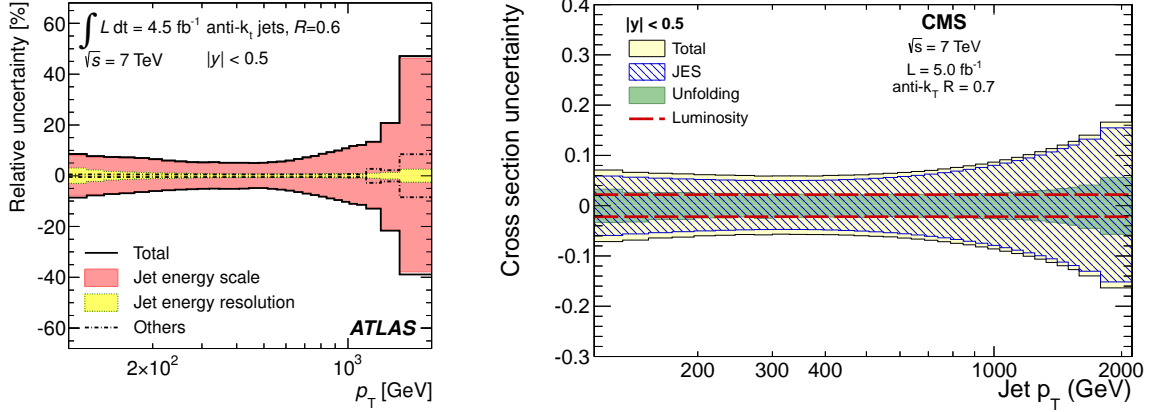 Relative uncertainty [%]
60
40
20
0
-20
-40
-60
∫ L dt = 4.5 fb⁻¹ anti-kₜ jets, R=0.6
√s = 7 TeV |y| < 0.5
Total
Jet energy scale
Jet energy resolution
Others
ATLAS
2×10² 10³
p_T [GeV]
Cross section uncertainty
0.4
0.3
0.2
0.1
0.0
-0.1
-0.2
-0.3
|y| < 0.5
Total
JES
Unfolding
Luminosity
CMS
√s = 7 TeV
L = 5.0 fb⁻¹
anti-k_T R = 0.7
200 300 400 1000 2000
Jet p_T (GeV)